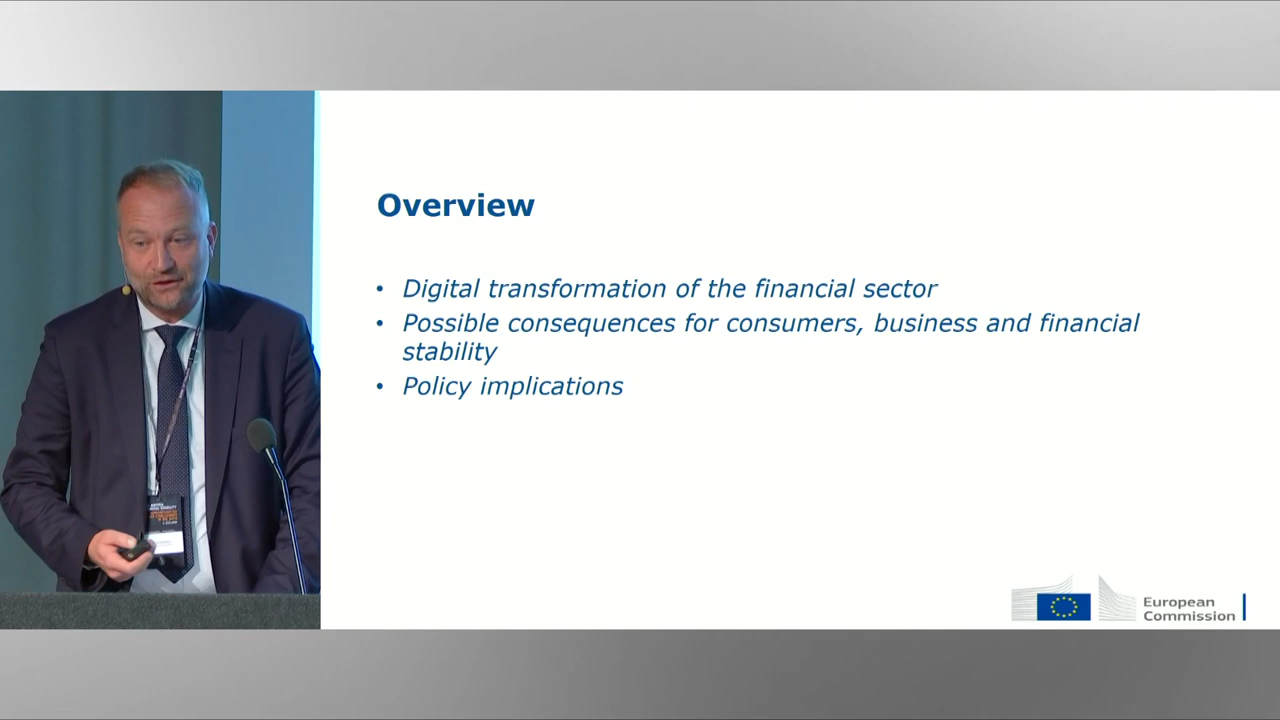 Overview
• Digital transformation of the financial sector
• Possible consequences for consumers, business and financial
stability
• Policy implications
European
Commission